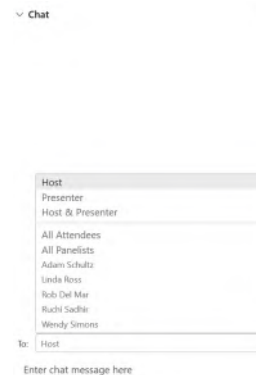 Chat
Host
Presenter
Host & Presenter
All Attendees
All Panelists
Adam Schultz
Linda Ross
Rob Del Mar
Ruchi Sadhir
Wendy Simons
To: Host
Enter chat message here